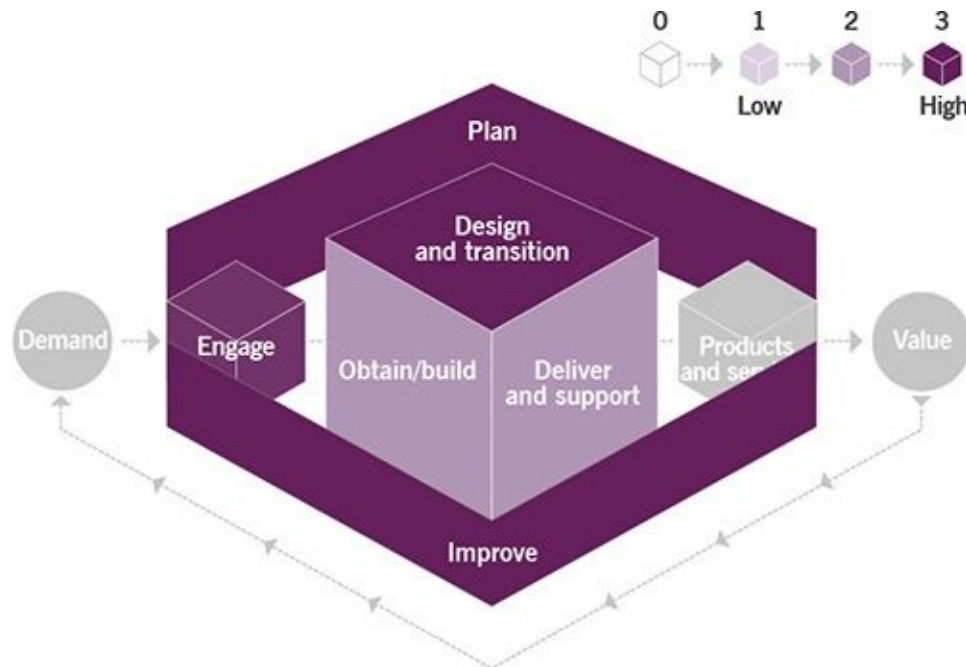 0 1 2 3
Low High
Plan
Design
and transition
Demand
Engage
Obtain/build
Deliver
and support
Products
and
Value
Improve